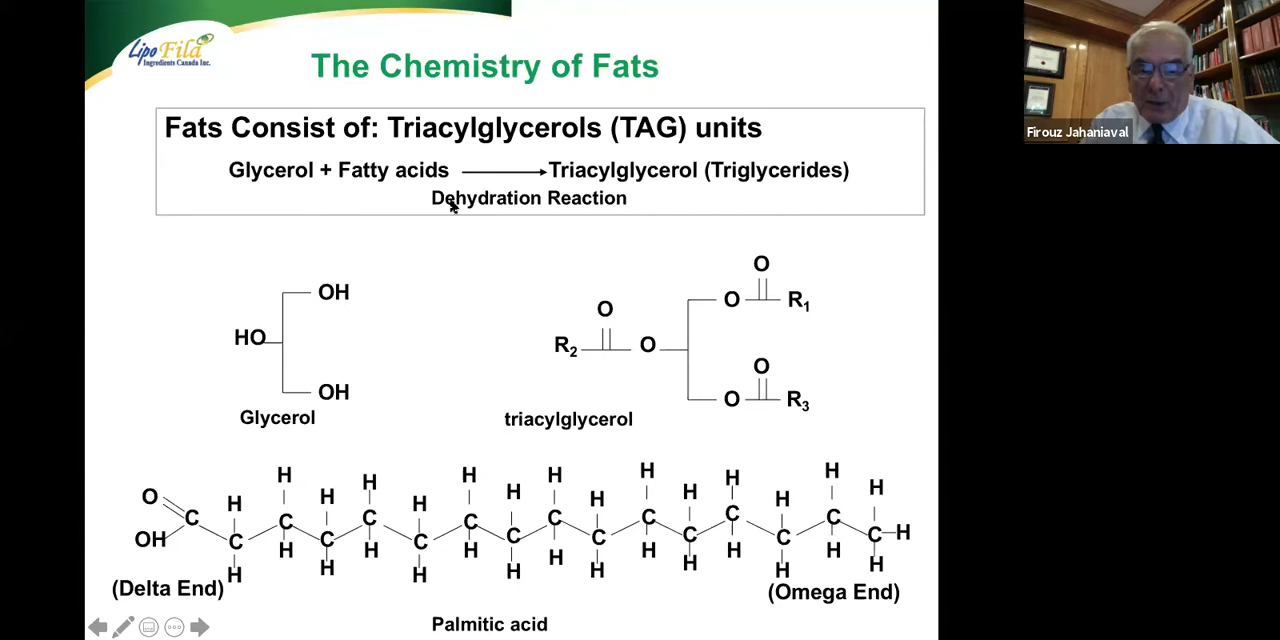 Lipo Fila
Ingredients Canada Inc.
The Chemistry of Fats
Fats Consist of: Triacylglycerols (TAG) units
Glycerol + Fatty acids Triacylglycerol (Triglycerides)
Dehydration Reaction
Firouz Jahaniaval
OH
HO
OH
Glycerol
O
O R1
O
R2 O
O
O R3
triacylglycerol
H H H H H H H
H H H H H H H H
O
C C C C C C C C
OH C C C C C C C C H
H H H H H H H
H H H H H H H H
(Delta End)
(Omega End)
Palmitic acid